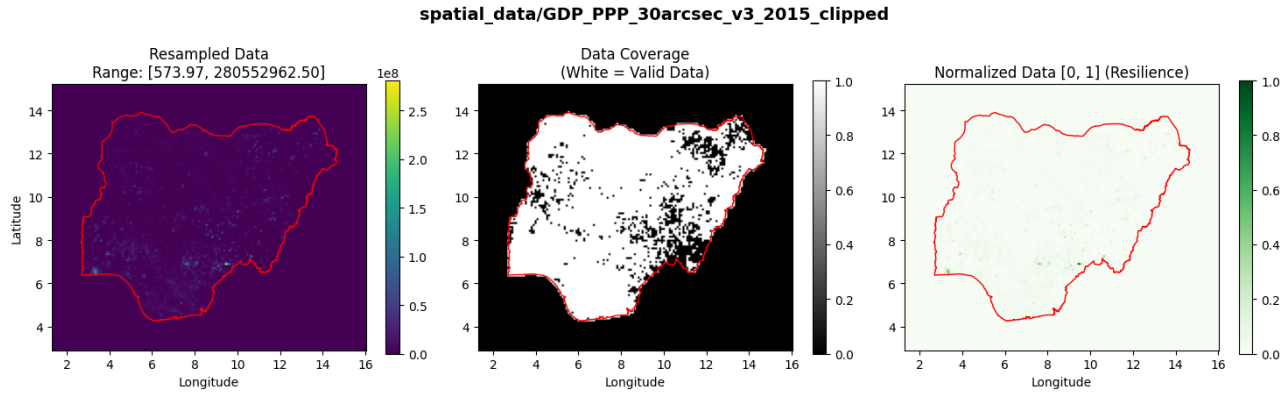 spatial_data/GDP_PPP_30arcsec_v3_2015_clipped
Resampled Data
Range: [573.97, 280552962.50]
1e8
14
12
10
8
6
4
2 4 6 8 10 12 14 16
Latitude
Longitude
2.5
2.0
1.5
1.0
0.5
0.0
Data Coverage
(White = Valid Data)
14
12
10
8
6
4
2 4 6 8 10 12 14 16
Longitude
1.0
0.8
0.6
0.4
0.2
0.0
Normalized Data [0, 1] (Resilience)
14
12
10
8
6
4
2 4 6 8 10 12 14 16
Longitude
1.0
0.8
0.6
0.4
0.2
0.0